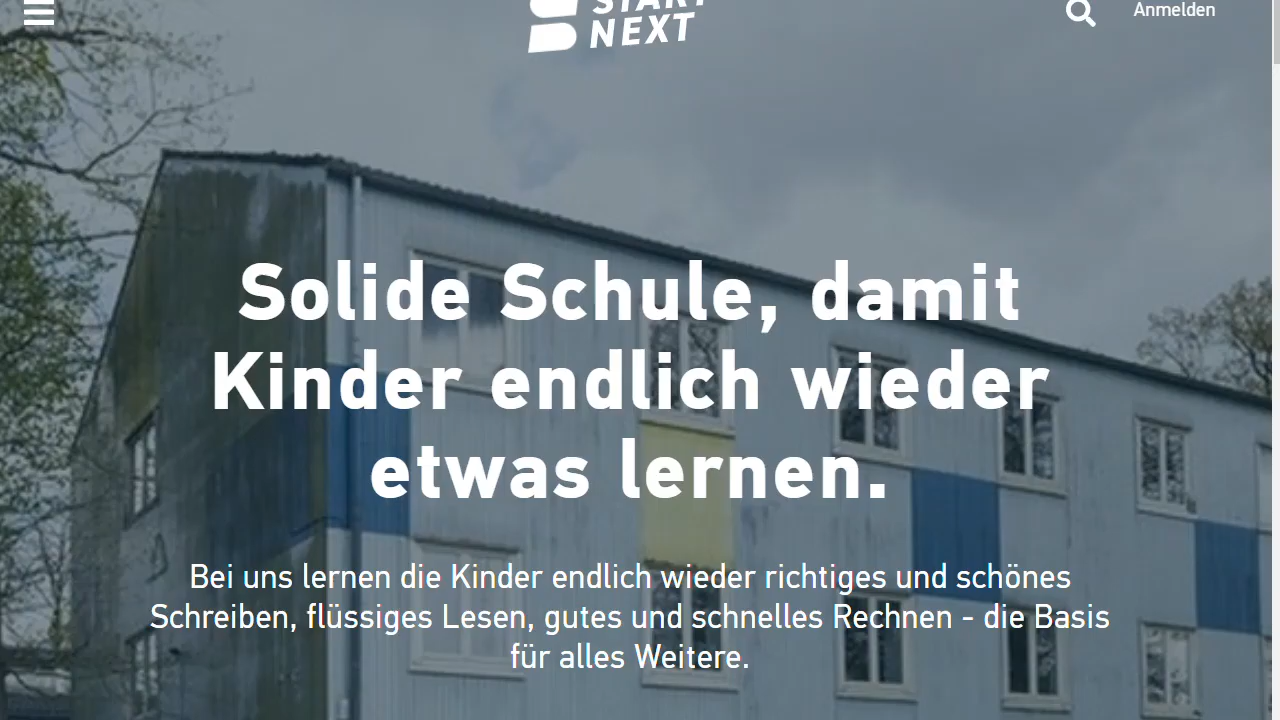 START
NEXT
Anmelden
Solide Schule, damit
Kinder endlich wieder
etwas lernen.
Bei uns lernen die Kinder endlich wieder richtiges und schönes
Schreiben, flüssiges Lesen, gutes und schnelles Rechnen - die Basis
für alles Weitere.